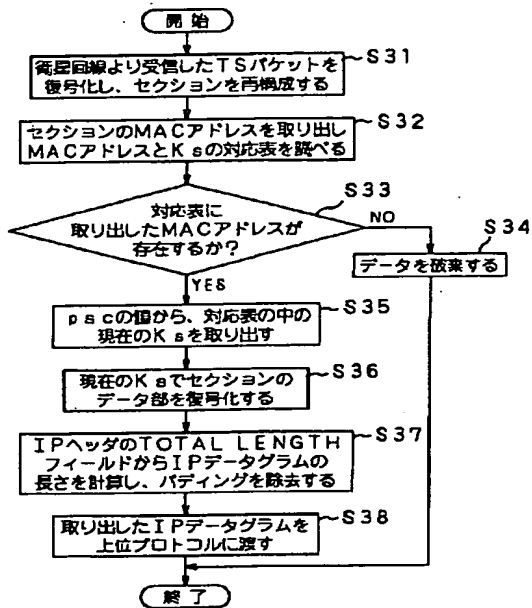 開始
衛星回線より受信したTSパケットを
復号化し、セクションを再構成する
S31
セクションのMACアドレスを取り出し
MACアドレスとKsの対応表を調べる
S32
対応表に
取り出したMACアドレスが
存在するか?
S33
NO
S34
データを破棄する
YES
pscの値から、対応表の中の
現在のKsを取り出す
S35
現在のKsでセクションの
データ部を復号化する
S36
IPヘッダのTOTAL LENGTH
フィールドからIPデータグラムの
長さを計算し、パディングを除去する
S37
取り出したIPデータグラムを
上位プロトコルに渡す
S38
終了